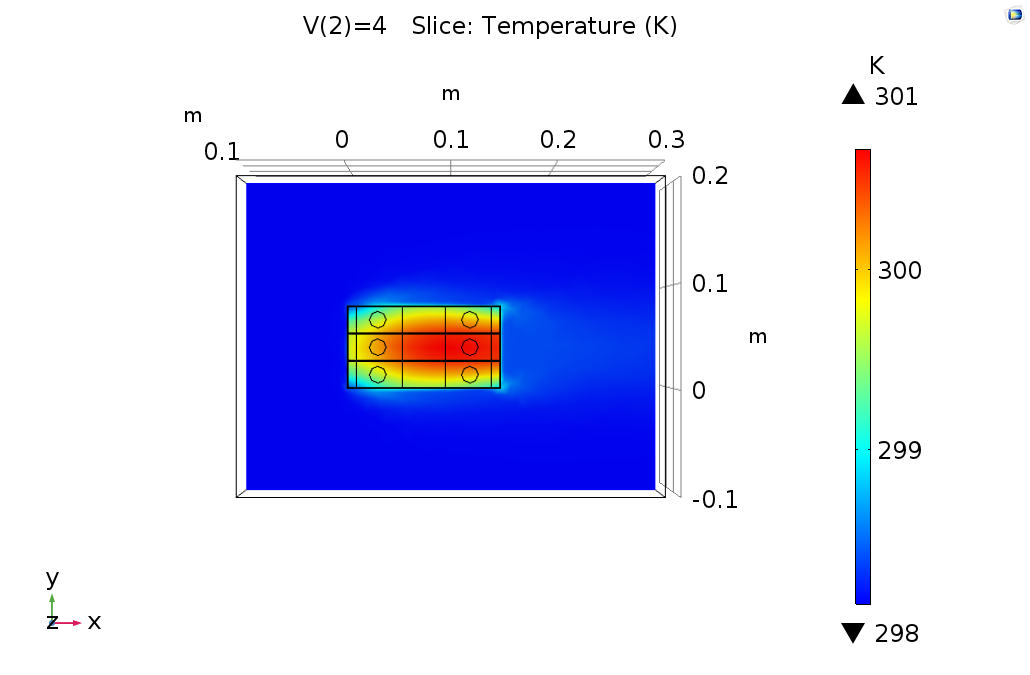 V(2)=4 Slice: Temperature (K)
K
301
m
m
0 0.1 0.2 0.3
0.1
0.2
0.1
m
0
-0.1
300
299
298
y
z x